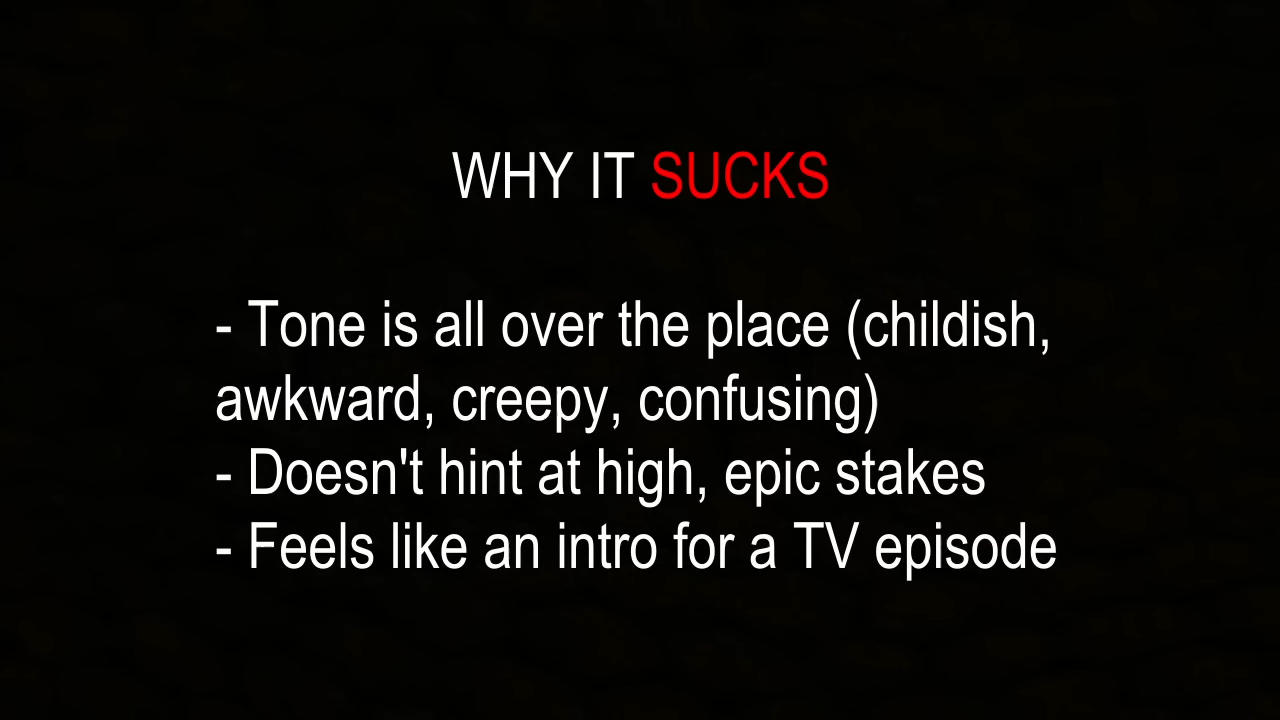 WHY IT SUCKS
- Tone is all over the place (childish,
awkward, creepy, confusing)
- Doesn't hint at high, epic stakes
- Feels like an intro for a TV episode